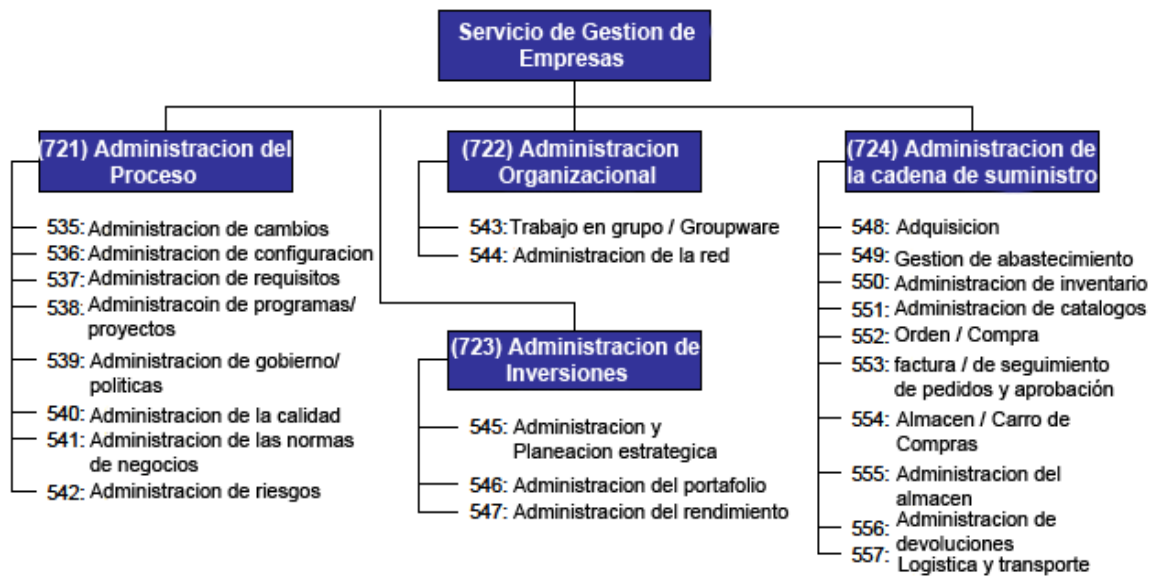 Servicio de Gestion de
Empresas
(721) Administracion del
Proceso
535: Administracion de cambios
536: Administracion de configuracion
537: Administracion de requisitos
538: Administracoin de programas/
proyectos
539: Administracion de gobierno/
politicas
540: Administracion de la calidad
541: Administracion de las normas
de negocios
542: Administracion de riesgos
(722) Administracion
Organizacional
543: Trabajo en grupo / Groupware
544: Administracion de la red
(723) Administracion de
Inversiones
545: Administracion y
Planeacion estrategica
546: Administracion del portafolio
547: Administracion del rendimiento
(724) Administracion de
la cadena de suministro
548: Adquisicion
549: Gestion de abastecimiento
550: Administracion de inventario
551: Administracion de catalogos
552: Orden / Compra
553: factura / de seguimiento
de pedidos y aprobación
554: Almacen / Carro de
Compras
555: Administracion del
almacen
556: Administracion de
devoluciones
557: Logistica y transporte